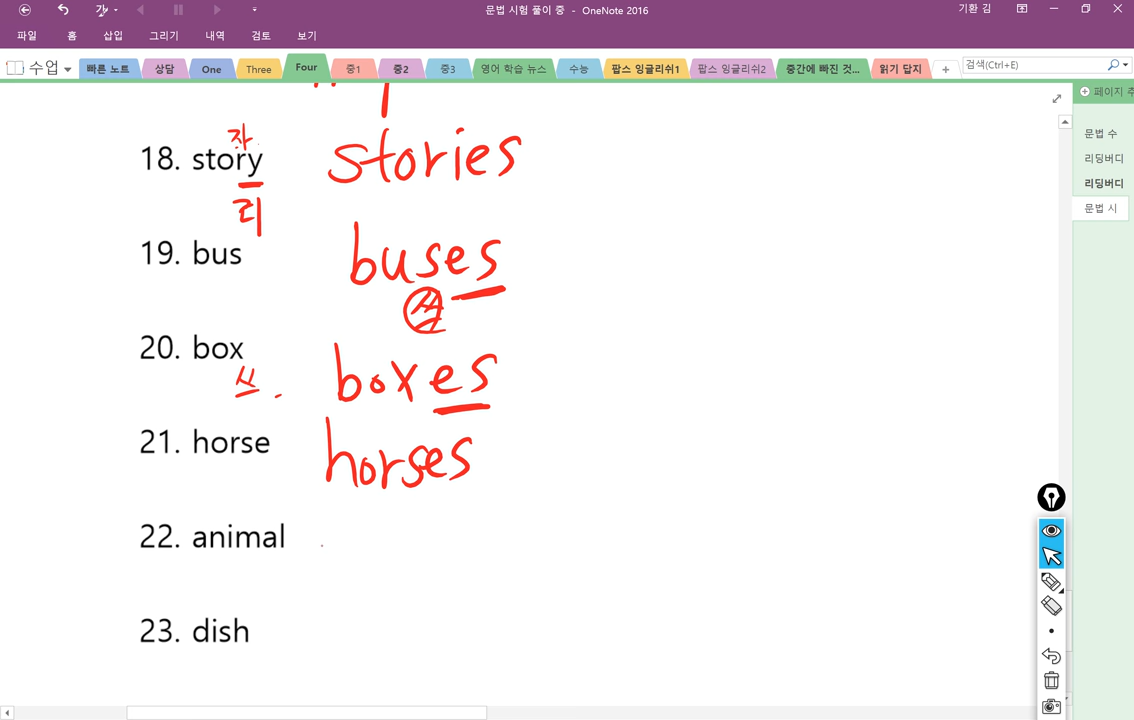 문법 시험 풀이 중 - OneNote 2016
기환 김
파일 홈 삽입 그리기 내역 검토 보기
수업 빠른 노트 상담 One Three Four 중1 중2 중3 영어 학습 뉴스 수능 팝스 잉글리쉬1 팝스 잉글리쉬2 중간에 빠진 것... 읽기 답지 + 검색(Ctrl+E)
페이지 추
문법 수
리딩버디
리딩버디
문법 시
자
18. story stories
리
19. bus buses
쓰
20. box boxes
쓰
21. horse horses
22. animal
23. dish